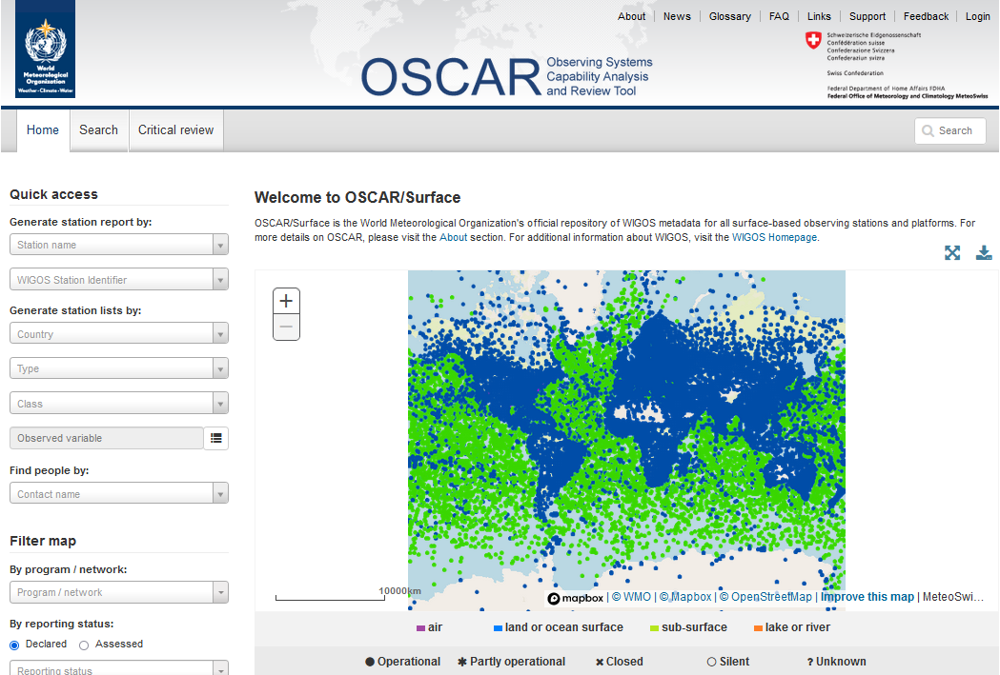 About
News
Glossary
FAQ
Links
Support
Feedback
Login
World
Meteorological
Organization
Weather · Climate · Water
OSCAR
Observing Systems
Capability Analysis
and Review Tool
Schweizerische Eidgenossenschaft
Confédération suisse
Confederazione Svizzera
Confederaziun svizra
Swiss Confederation
Federal Department of Home Affairs FDHA
Federal Office of Meteorology and Climatology MeteoSwiss
Home
Search
Critical review
Search
Quick access
Generate station report by:
Station name
WIGOS Station Identifier
Generate station lists by:
Country
Type
Class
Observed variable
Find people by:
Contact name
Filter map
By program / network:
Program / network
By reporting status:
Declared
Assessed
Reporting status
Welcome to OSCAR/Surface
OSCAR/Surface is the World Meteorological Organization's official repository of WIGOS metadata for all surface-based observing stations and platforms. For
more details on OSCAR, please visit the About section. For additional information about WIGOS, visit the WIGOS Homepage.
+
−
10000km
mapbox | © WMO | © Mapbox | © OpenStreetMap | Improve this map | MeteoSwi…
air
land or ocean surface
sub-surface
lake or river
Operational
Partly operational
Closed
Silent
? Unknown